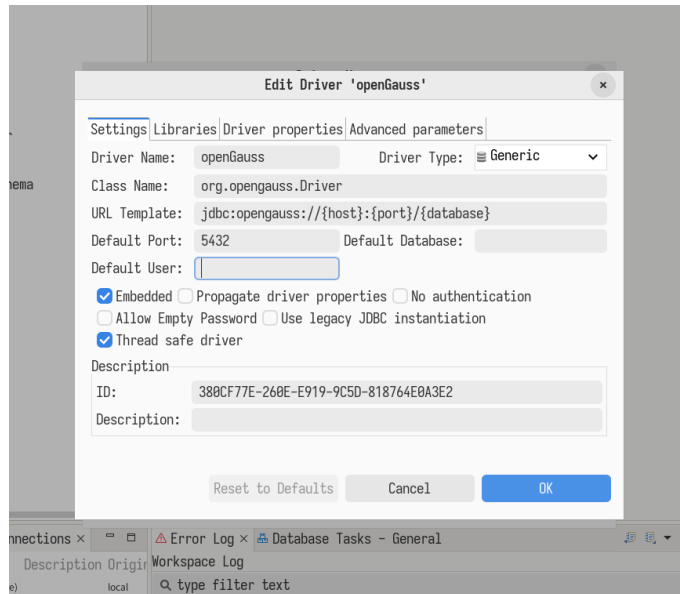 Edit Driver 'openGauss'
Settings Libraries Driver properties Advanced parameters
Driver Name: openGauss Driver Type: Generic
Class Name: org.opengauss.Driver
URL Template: jdbc:opengauss://{host}:{port}/{database}
Default Port: 5432 Default Database:
Default User:
Embedded Propagate driver properties No authentication
Allow Empty Password Use legacy JDBC instantiation
Thread safe driver
Description
ID: 380CF77E-260E-E919-9C5D-818764E0A3E2
Description:
Reset to Defaults Cancel OK
nema
nnections × Error Log × Database Tasks - General
Description Origin Workspace Log
e) local type filter text